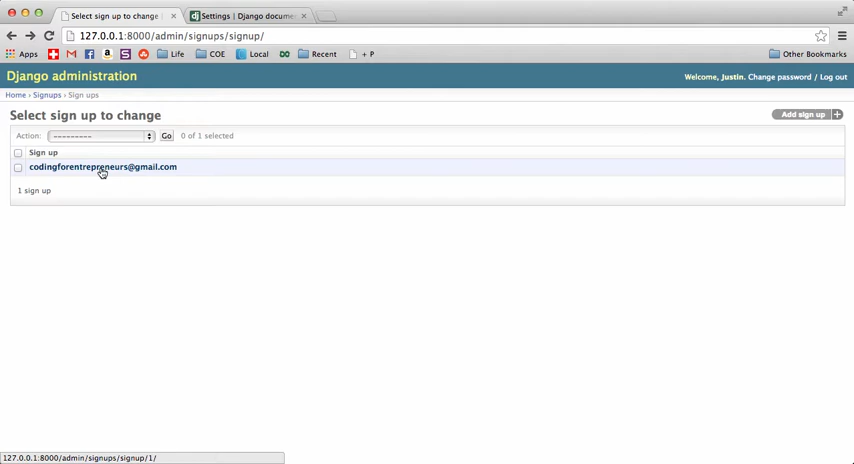 Select sign up to change
Settings | Django docume
127.0.0.1:8000/admin/signups/signup/
Apps Life COE Local Recent + P Other Bookmarks
Django administration
Welcome, Justin. Change password / Log out
Home › Signups › Sign ups
Select sign up to change
Add sign up +
Action: --------- Go 0 of 1 selected
Sign up
codingforentrepreneurs@gmail.com
1 sign up
127.0.0.1:8000/admin/signups/signup/1/